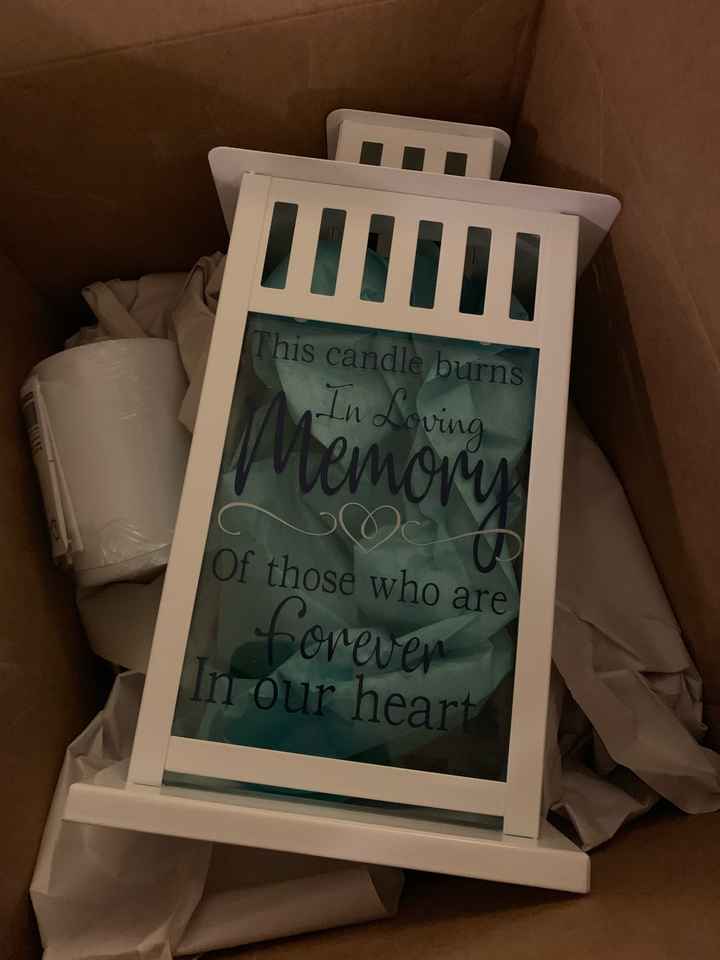 This candle burns
In Loving
Memory
Of those who are
forever
In our heart